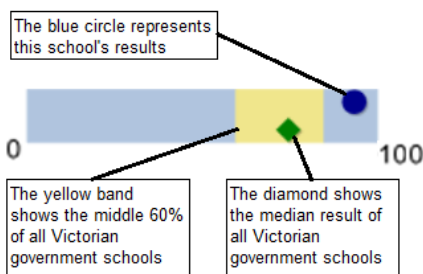 The blue circle represents
this school's results
0
100
The yellow band
shows the middle 60%
of all Victorian
government schools
The diamond shows
the median result of
all Victorian
government schools